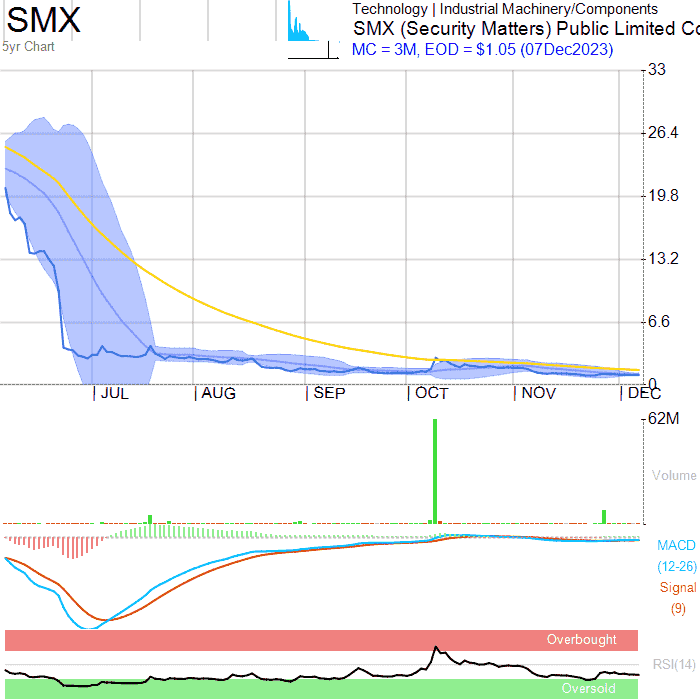 SMX
Technology | Industrial Machinery/Components
SMX (Security Matters) Public Limited Co
5yr Chart
MC = 3M, EOD = $1.05 (07Dec2023)
33
26.4
19.8
13.2
6.6
0
JUL AUG SEP OCT NOV DEC
62M
Volume
MACD
(12-26)
Signal
(9)
Overbought
RSI(14)
Oversold